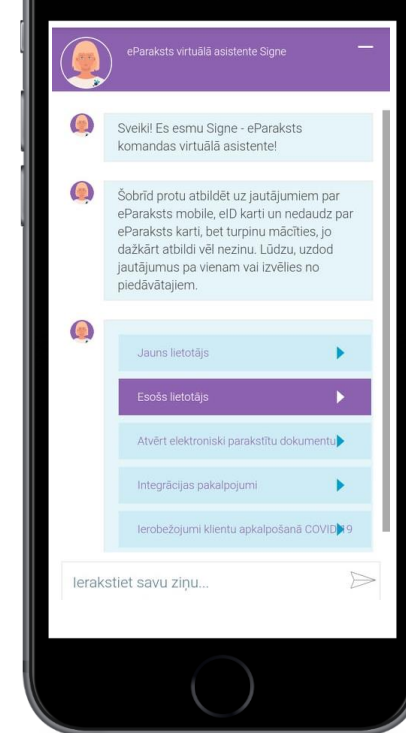 eParaksts virtuālā asistente Signe
Sveiki! Es esmu Signe - eParaksts
komandas virtuālā asistente!
Šobrīd protu atbildēt uz jautājumiem par
eParaksts mobile, eID karti un nedaudz par
eParaksts karti, bet turpinu mācīties, jo
dažkārt atbildi vēl nezinu. Lūdzu, uzdod
jautājumus pa vienam vai izvēlies no
piedāvātajiem.
Jauns lietotājs
Esošs lietotājs
Atvērt elektroniski parakstītu dokumentu
Integrācijas pakalpojumi
Ierobežojumi klientu apkalpošanā COVID-19
Ierakstiet savu ziņu...